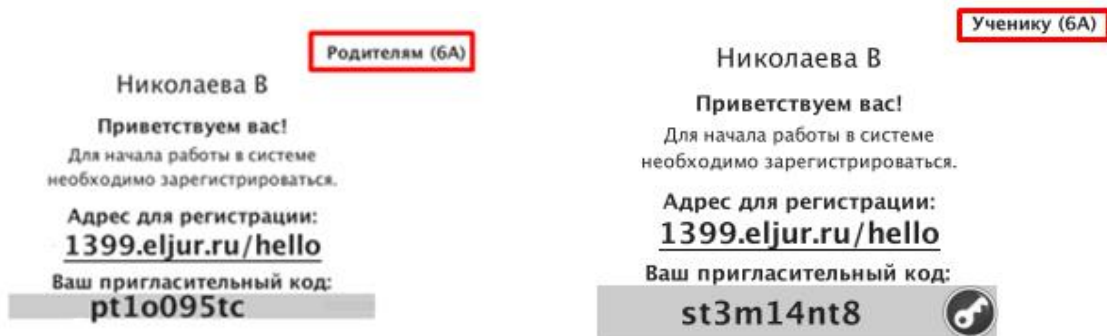 Родителям (6А)
Николаева В
Приветствуем вас!
Для начала работы в системе
необходимо зарегистрироваться.
Адрес для регистрации:
1399.eljur.ru/hello
Ваш пригласительный код:
pt1o095tc
Ученику (6А)
Николаева В
Приветствуем вас!
Для начала работы в системе
необходимо зарегистрироваться.
Адрес для регистрации:
1399.eljur.ru/hello
Ваш пригласительный код:
st3m14nt8